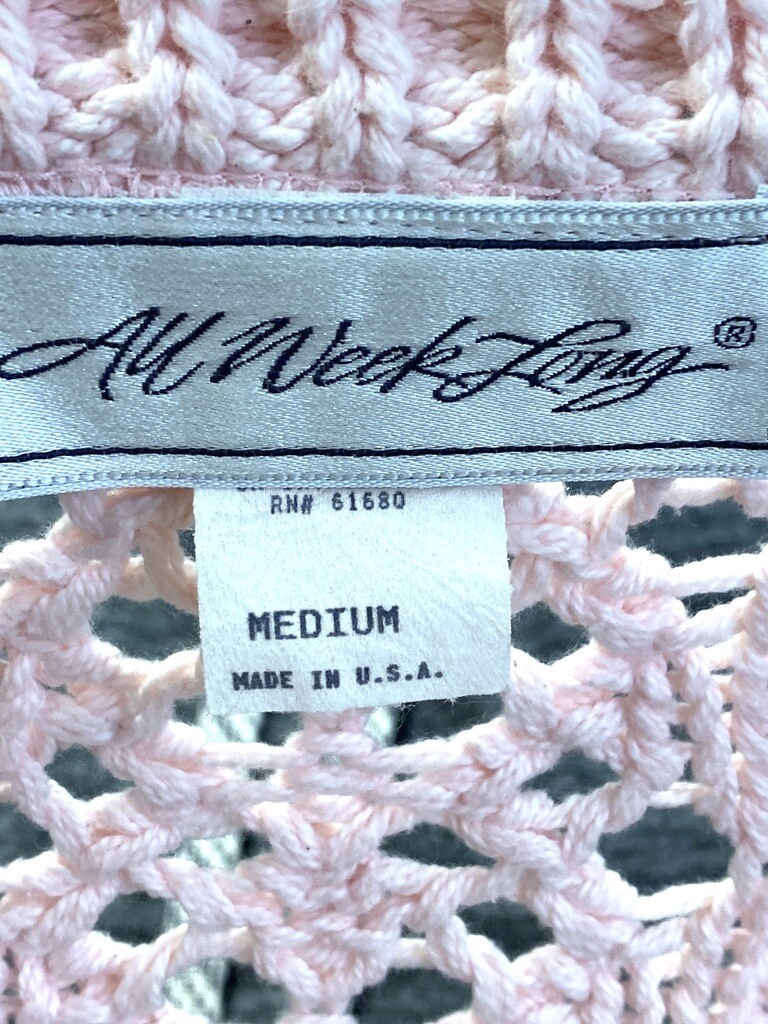 All Week Long ®
RN# 61680
MEDIUM
MADE IN U.S.A.